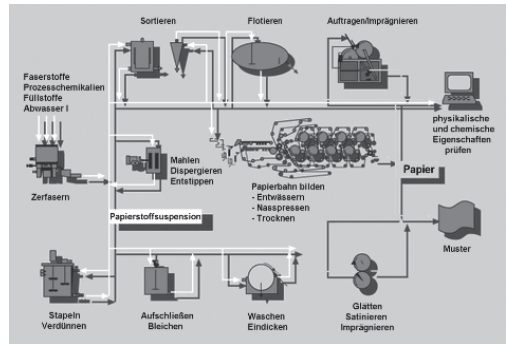 Sortieren
Flotieren
Auftragen/Imprägnieren
Faserstoffe
Prozesschemikalien
Füllstoffe
Abwasser I
physikalische
und chemische
Eigenschaften
prüfen
Zerfasern
Mahlen
Dispergieren
Entstippen
Papierbahn bilden
- Entwässern
- Nasspressen
- Trocknen
Papier
Papierstoffsuspension
Muster
Stapeln
Verdünnen
Aufschließen
Bleichen
Waschen
Eindicken
Glätten
Satinieren
Imprägnieren